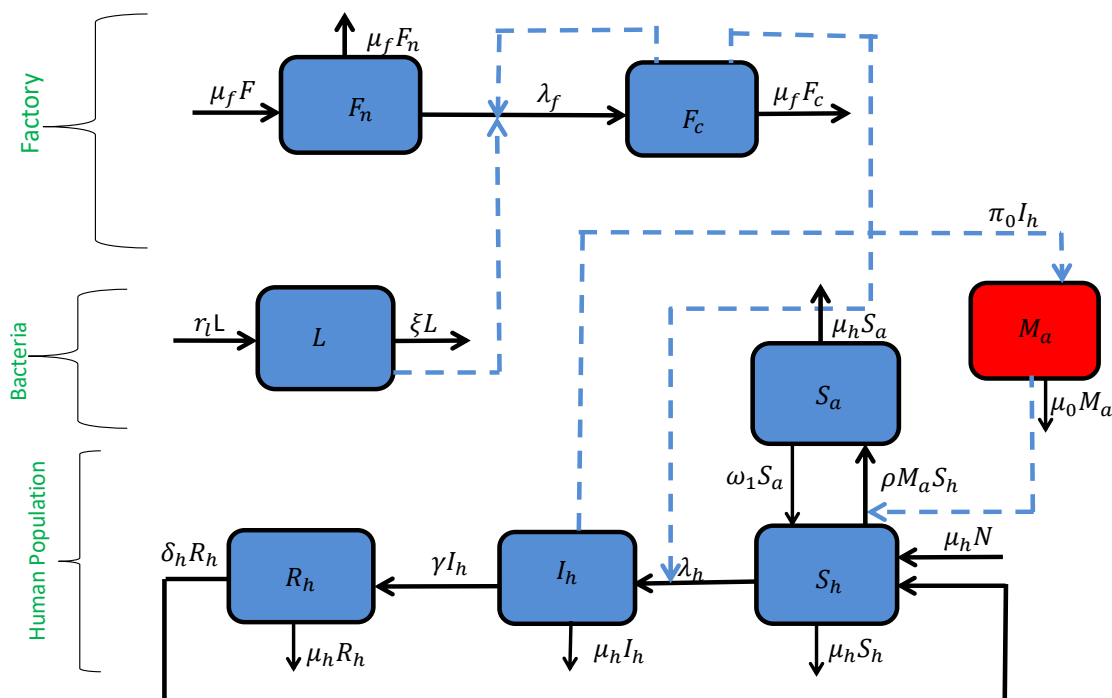 Factory
μ_f F_n
μ_f F
F_n
λ_f
F_c
μ_f F_c
π_0 I_h
Bacteria
r_l L
L
ξL
μ_h S_a
M_a
S_a
μ_0 M_a
ω_1 S_a
ρM_a S_h
Human Population
δ_h R_h
R_h
γI_h
I_h
λ_h
S_h
μ_h N
μ_h R_h
μ_h I_h
μ_h S_h